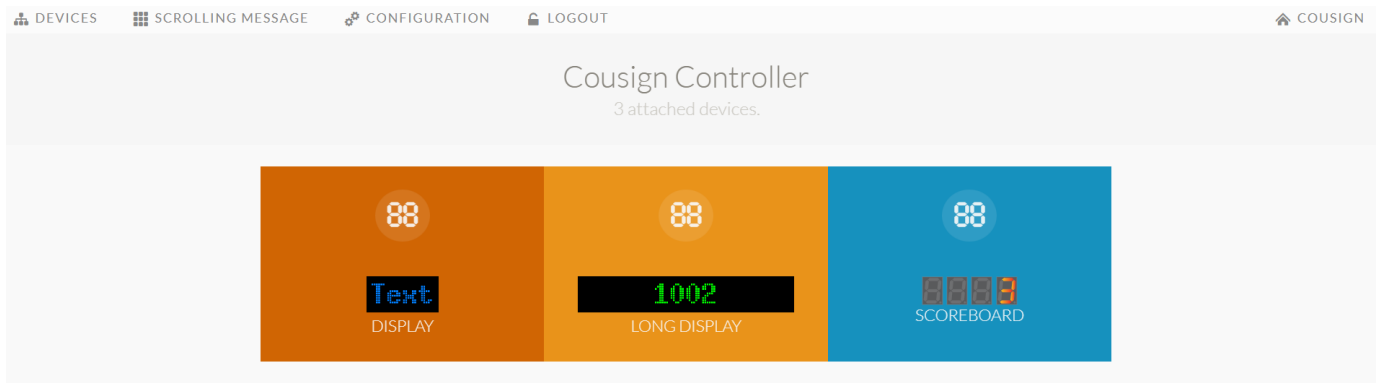 DEVICES SCROLLING MESSAGE CONFIGURATION LOGOUT COUSIGN
Cousign Controller
3 attached devices.
88 88 88
Text 1002 3
DISPLAY LONG DISPLAY SCOREBOARD